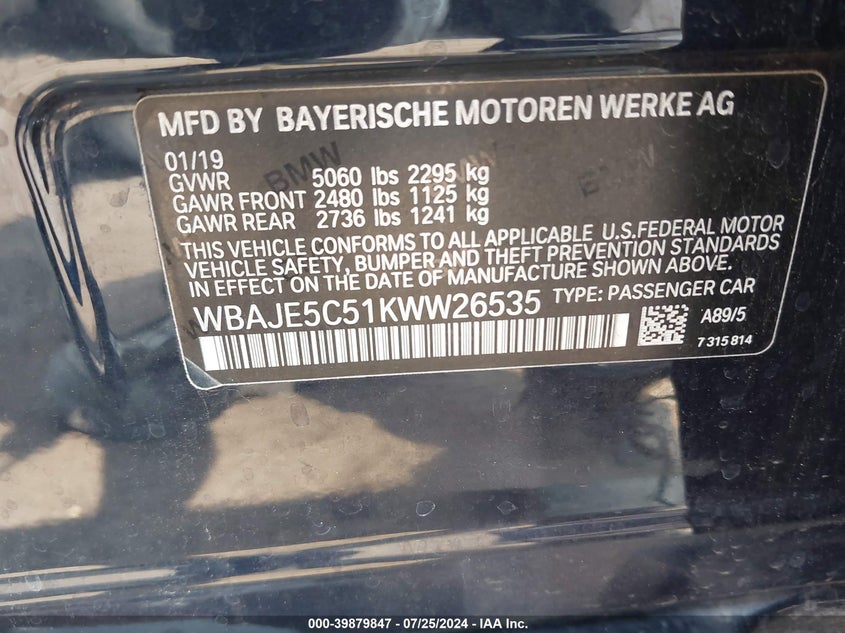 MFD BY BAYERISCHE MOTOREN WERKE AG
01/19
GVWR 5060 lbs 2295 kg
GAWR FRONT 2480 lbs 1125 kg
GAWR REAR 2736 lbs 1241 kg
THIS VEHICLE CONFORMS TO ALL APPLICABLE U.S.FEDERAL MOTOR
VEHICLE SAFETY, BUMPER AND THEFT PREVENTION STANDARDS
IN EFFECT ON THE DATE OF MANUFACTURE SHOWN ABOVE.
WBAJE5C51KWW26535 TYPE: PASSENGER CAR
A89/5
7 315 814
BMW
000-39879847 - 07/25/2024 - IAA Inc.